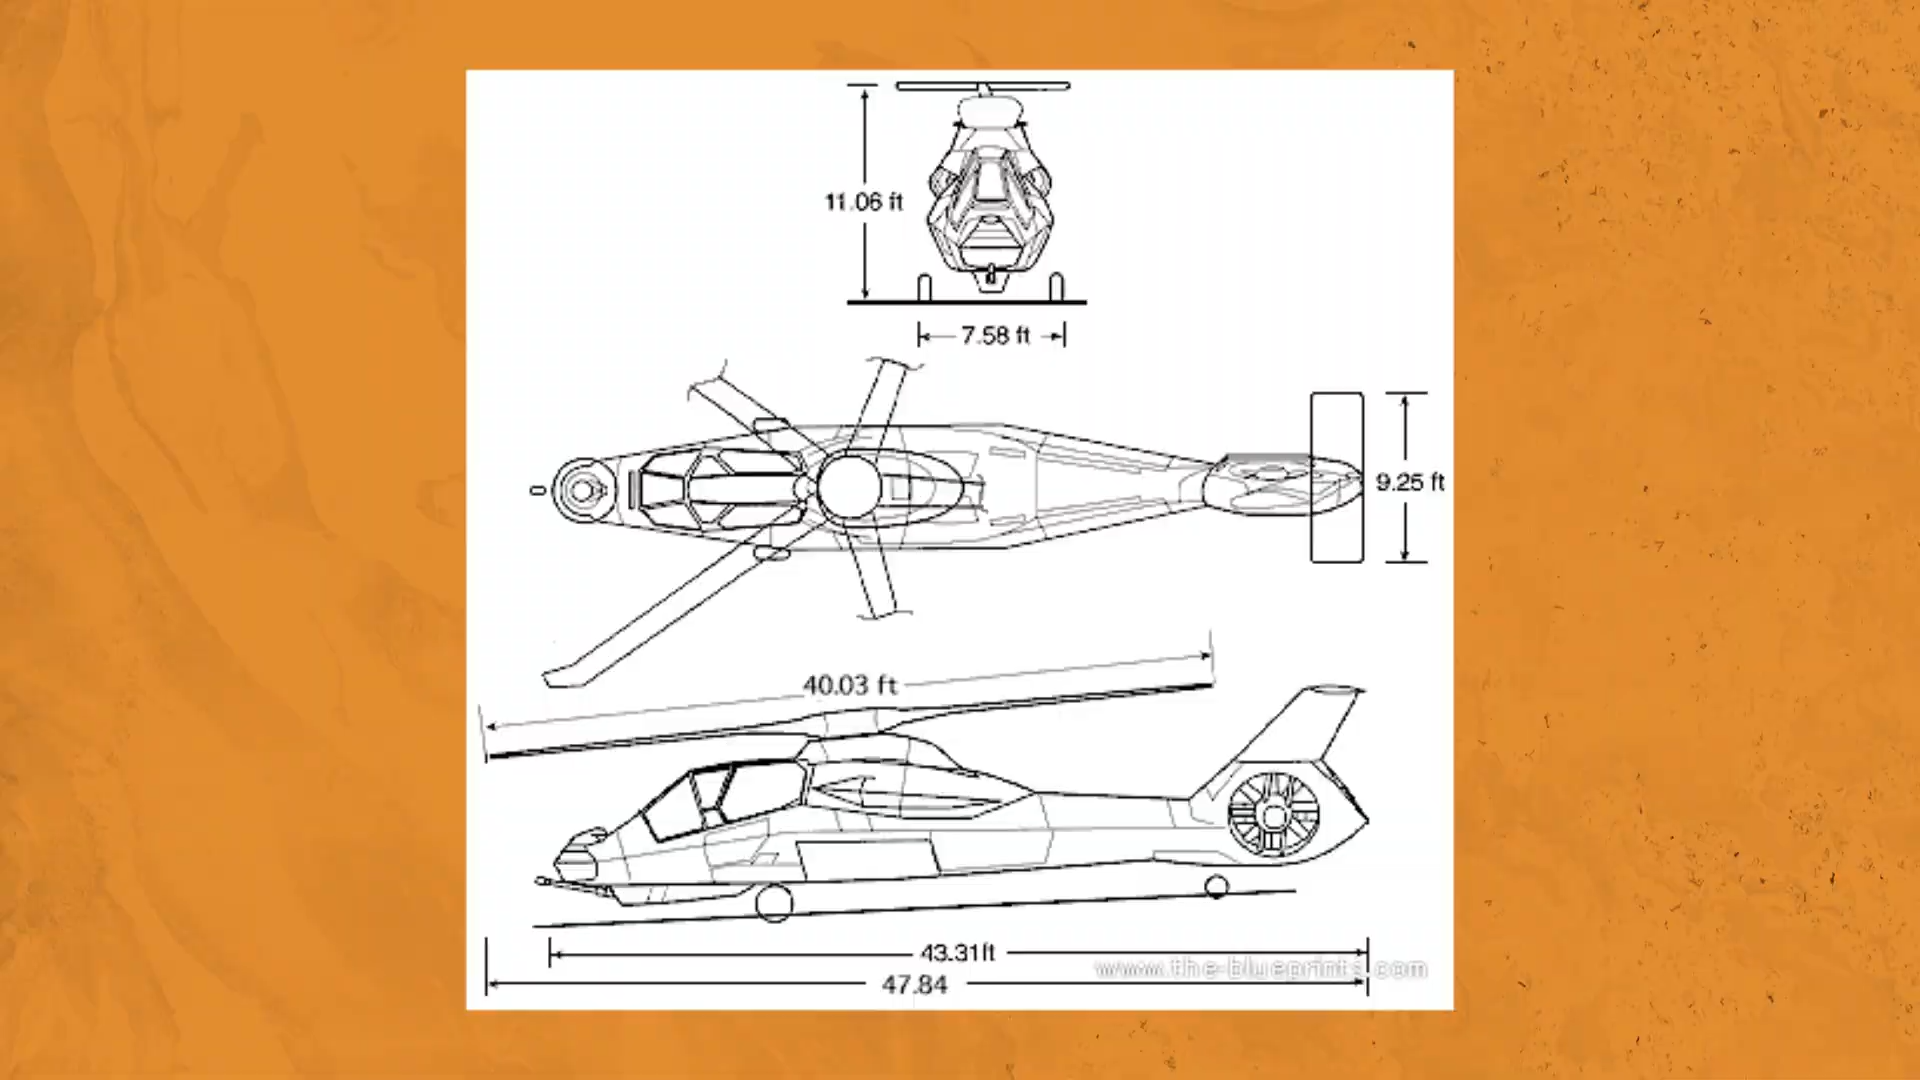 11.06 ft
7.58 ft
9.25 ft
40.03 ft
43.31ft
www.the-blueprints.com
47.84